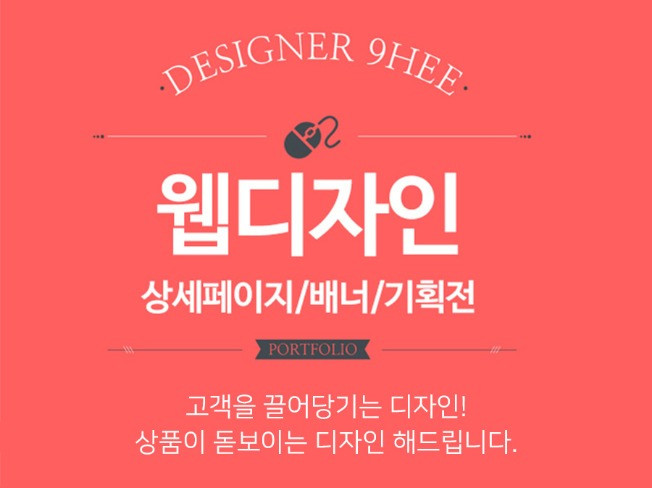 ·DESIGNER 9HEE·
웹디자인
상세페이지/배너/기획전
PORTFOLIO
고객을 끌어당기는 디자인!
상품이 돋보이는 디자인 해드립니다.